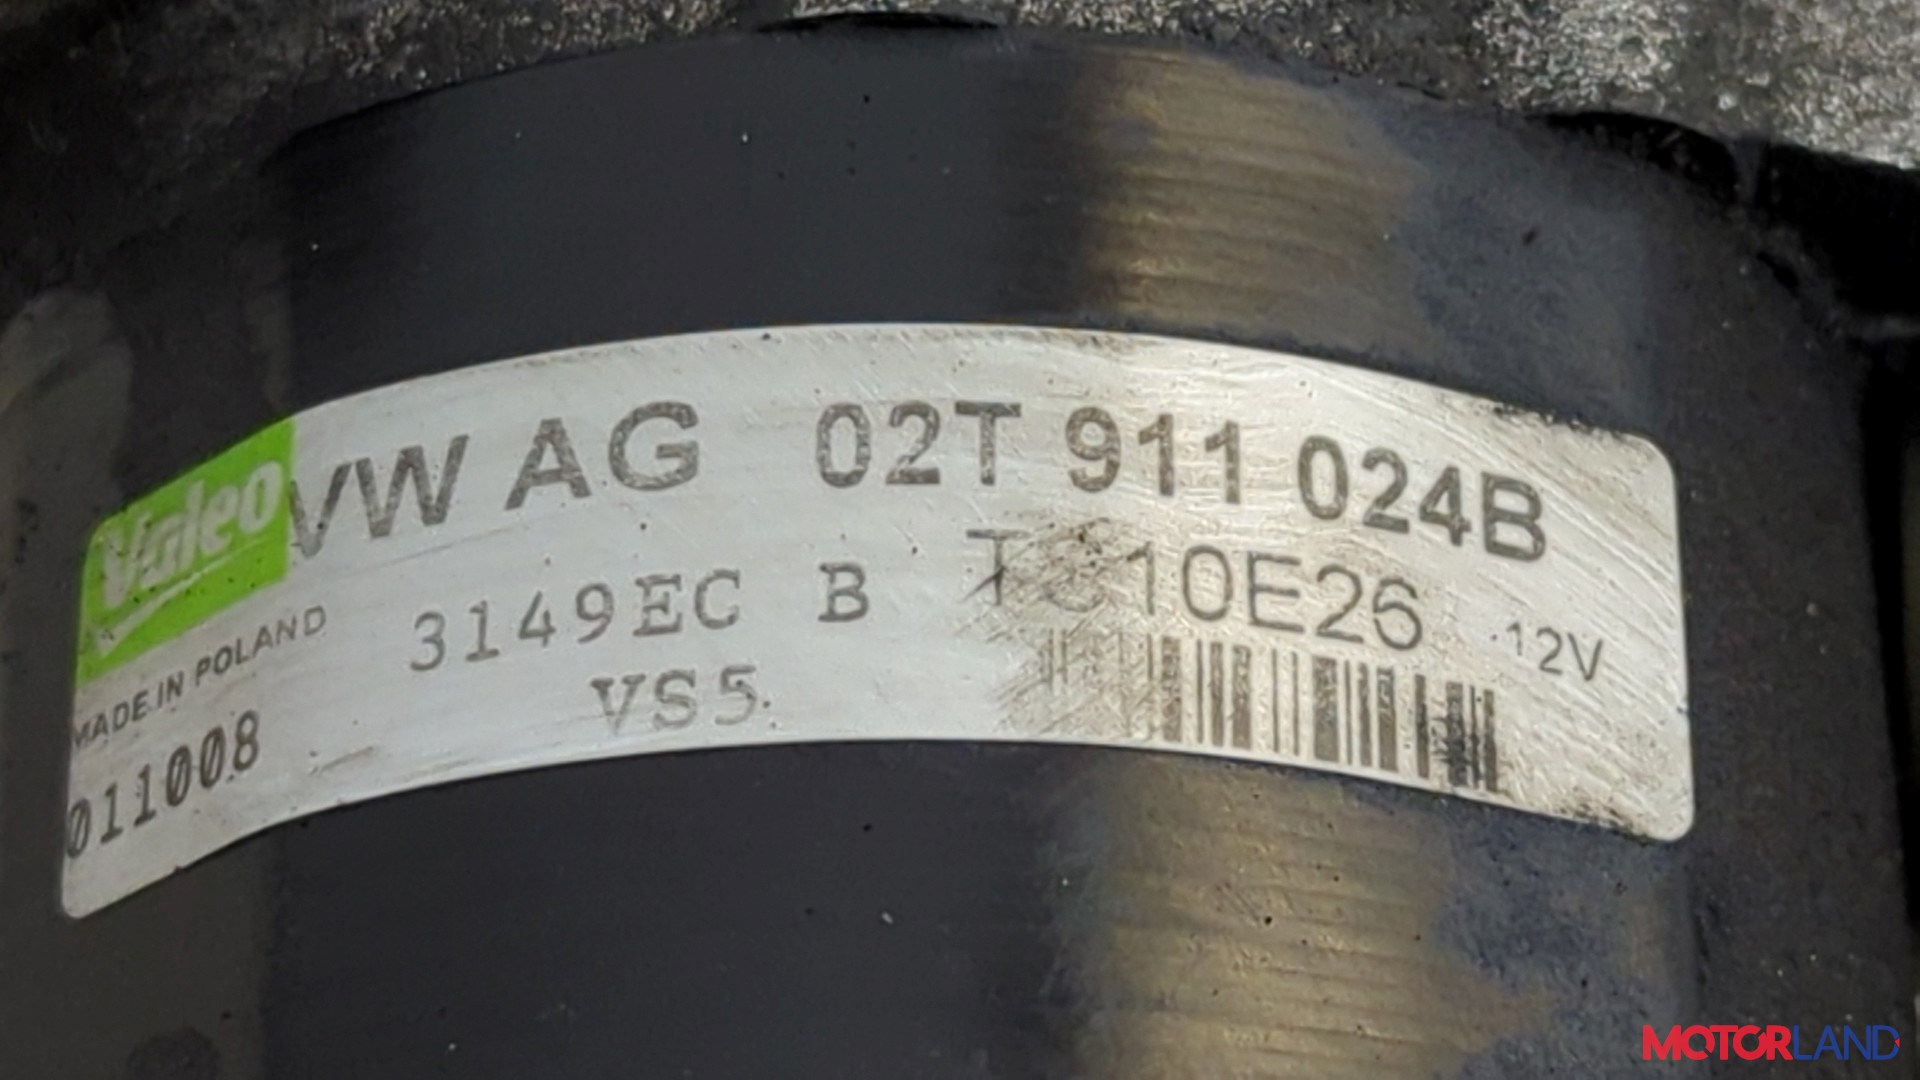 Valeo VW AG 02T 911 024B
MADE IN POLAND 3149EC B 10E26 12V
011008 VS5
MOTORLAND